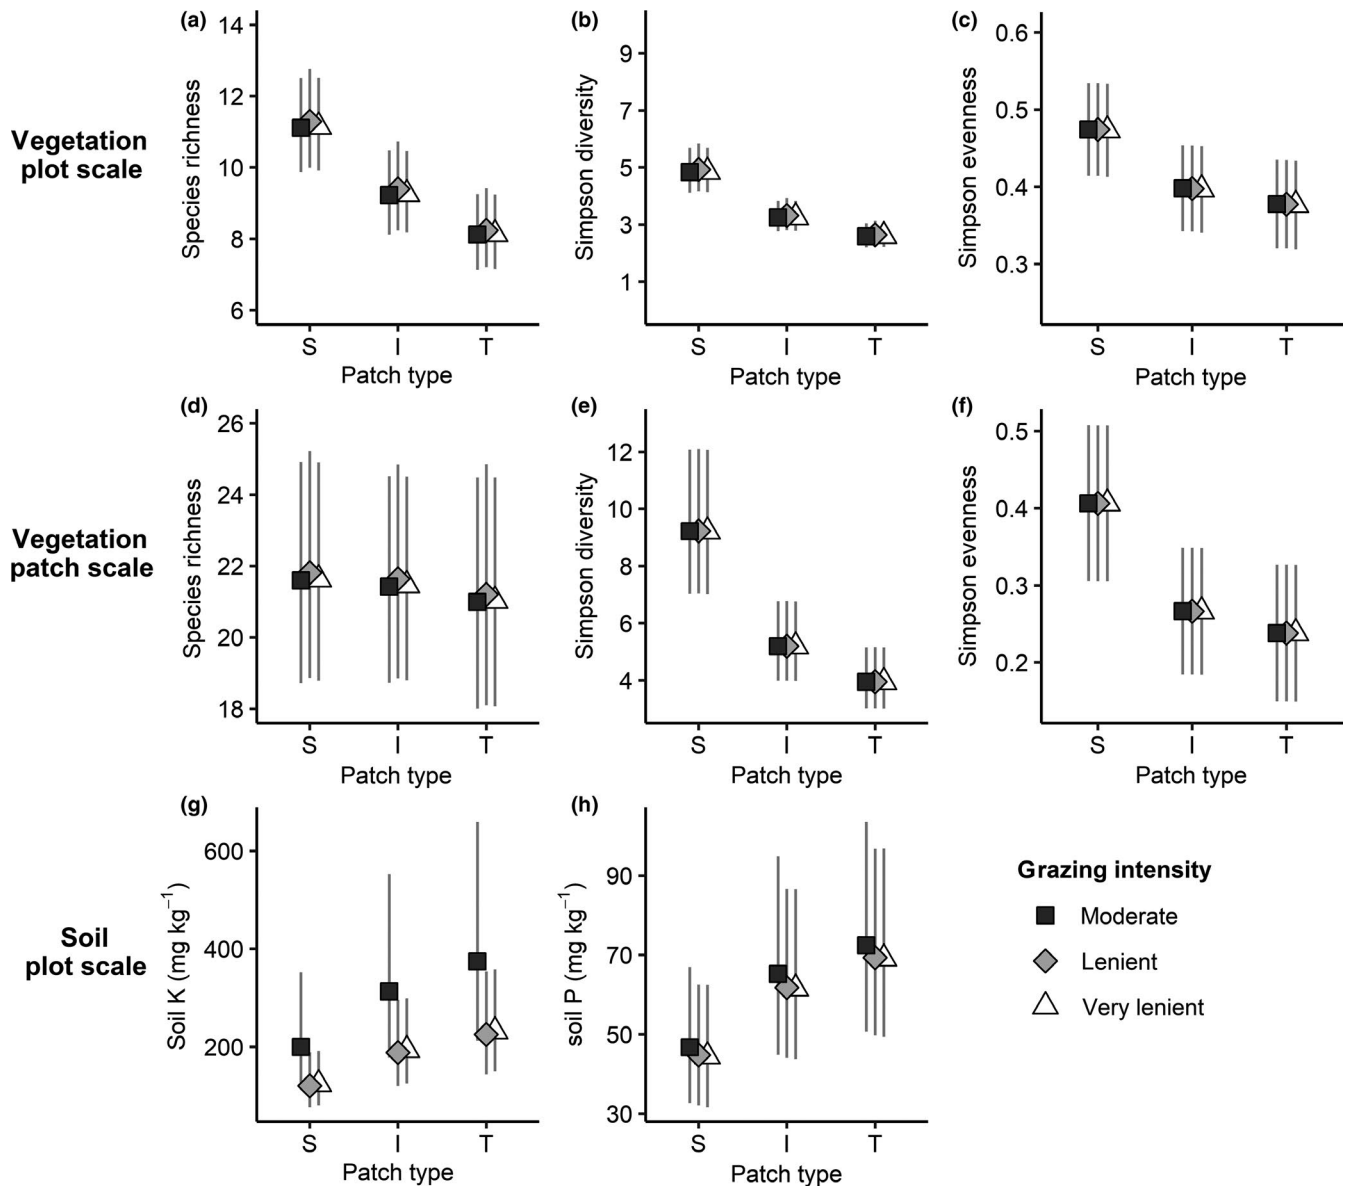 (a)
14
12
10
8
6
Species richness
S I T
Patch type
(b)
9
7
5
3
1
Simpson diversity
S I T
Patch type
(c)
0.6
0.5
0.4
0.3
Simpson evenness
S I T
Patch type
Vegetation
plot scale
(d)
26
24
22
20
18
Species richness
S I T
Patch type
(e)
12
10
8
6
4
Simpson diversity
S I T
Patch type
(f)
0.5
0.4
0.3
0.2
Simpson evenness
S I T
Patch type
Vegetation
patch scale
(g)
600
400
200
Soil K (mg kg⁻¹)
S I T
Patch type
(h)
90
70
50
30
soil P (mg kg⁻¹)
S I T
Patch type
Soil
plot scale
Grazing intensity
Moderate
Lenient
Very lenient